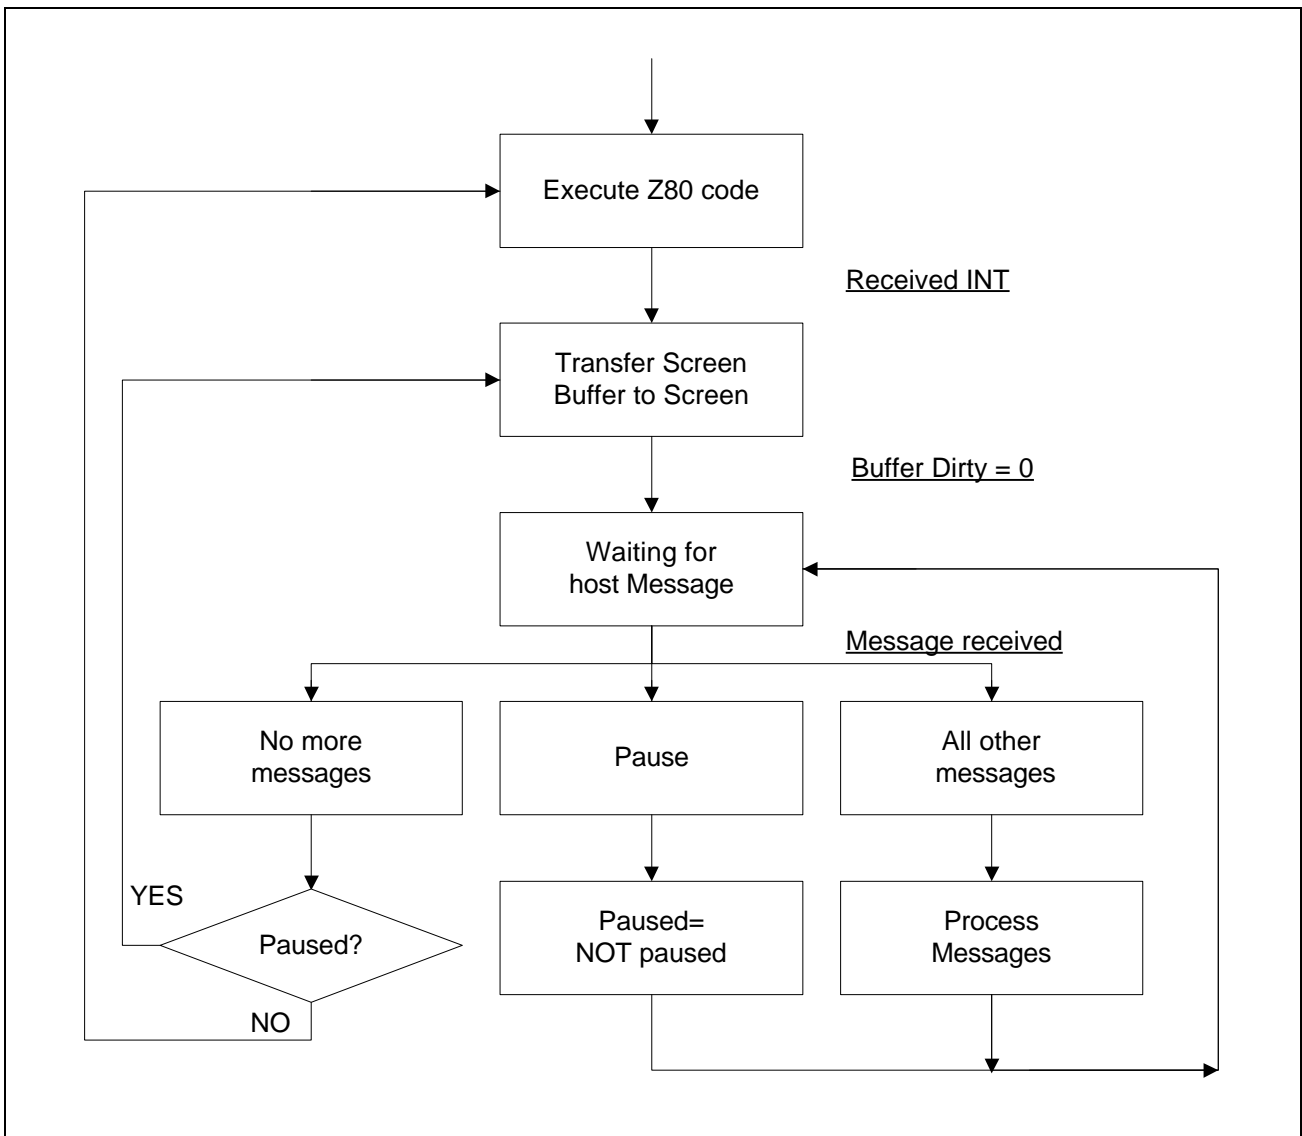 Execute Z80 code
Received INT
Transfer Screen
Buffer to Screen
Buffer Dirty = 0
Waiting for
host Message
Message received
No more
messages
Pause
All other
messages
YES
Paused?
Paused=
NOT paused
Process
Messages
NO